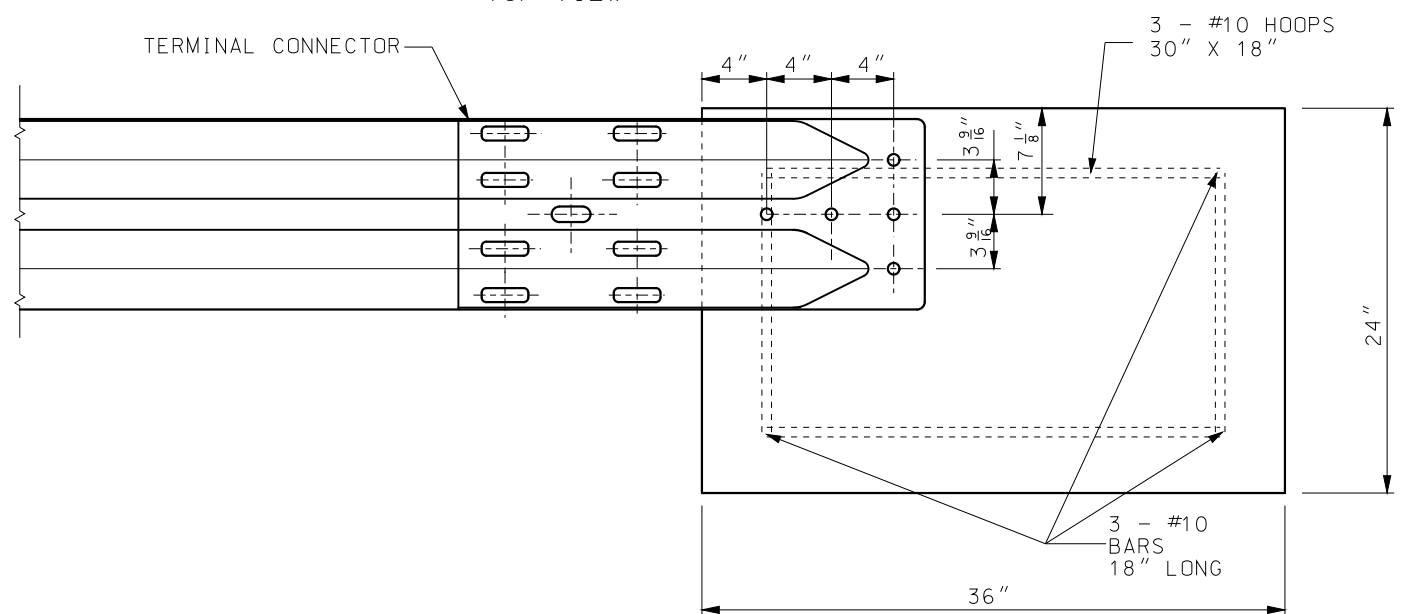 TERMINAL CONNECTOR
3 - #10 HOOPS
30" X 18"
4" 4" 4"
3 9/16"
7 1/8"
3 9/16"
24"
3 - #10
BARS
18" LONG
36"